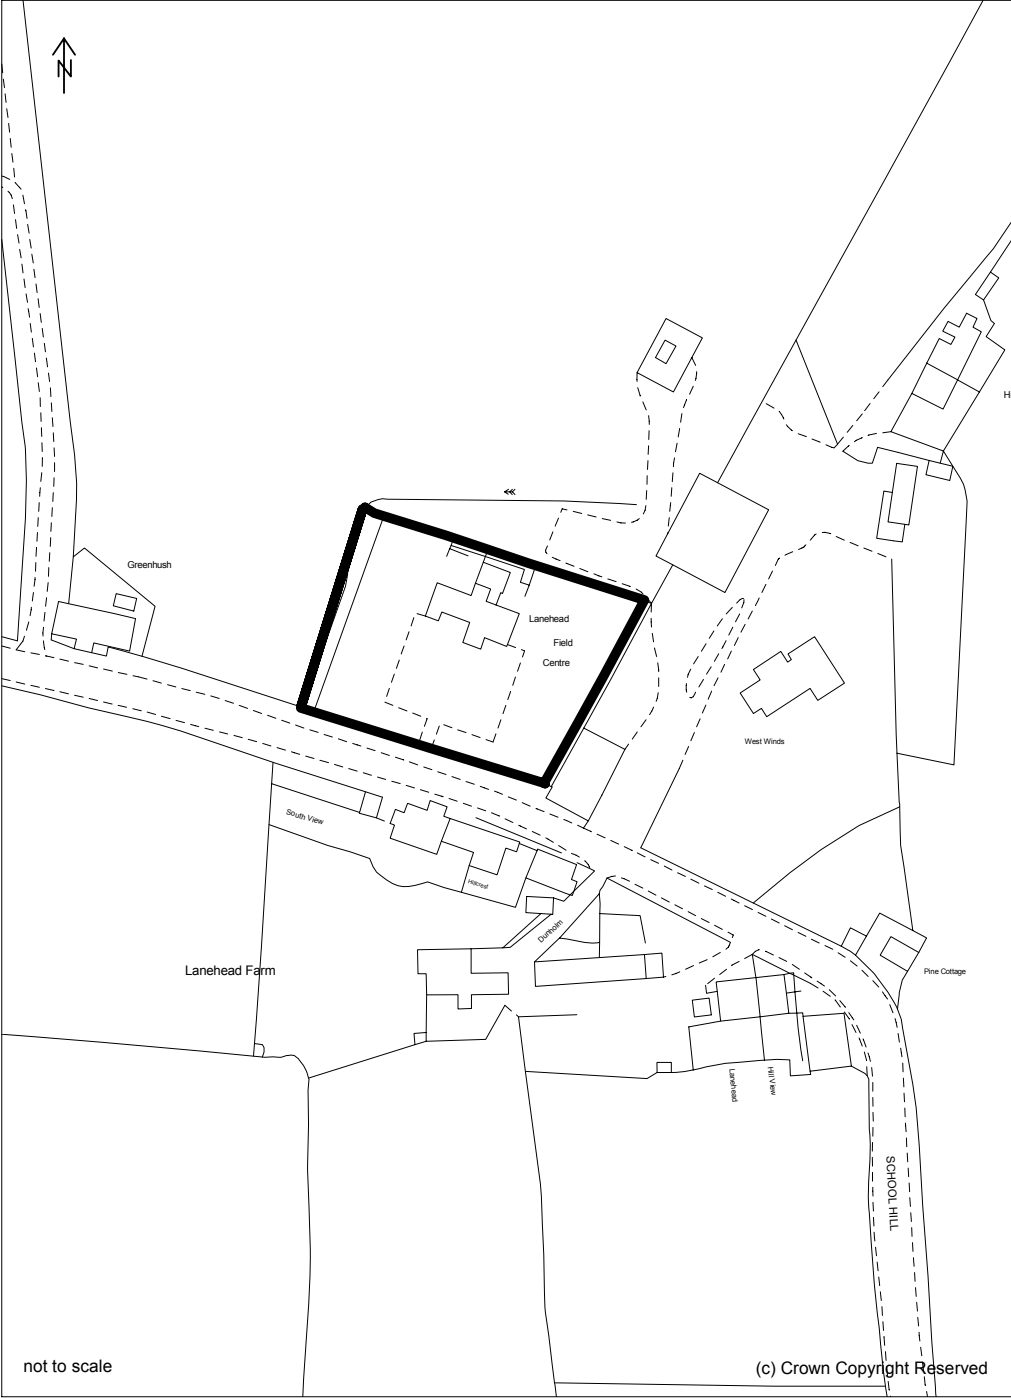 N
H
Greenhush
Lanehead
Field
Centre
West Winds
South View
Hillcrest
Dunholm
Lanehead Farm
Pine Cottage
Lanehead
Hill View
SCHOOL HILL
not to scale
(c) Crown Copyright Reserved